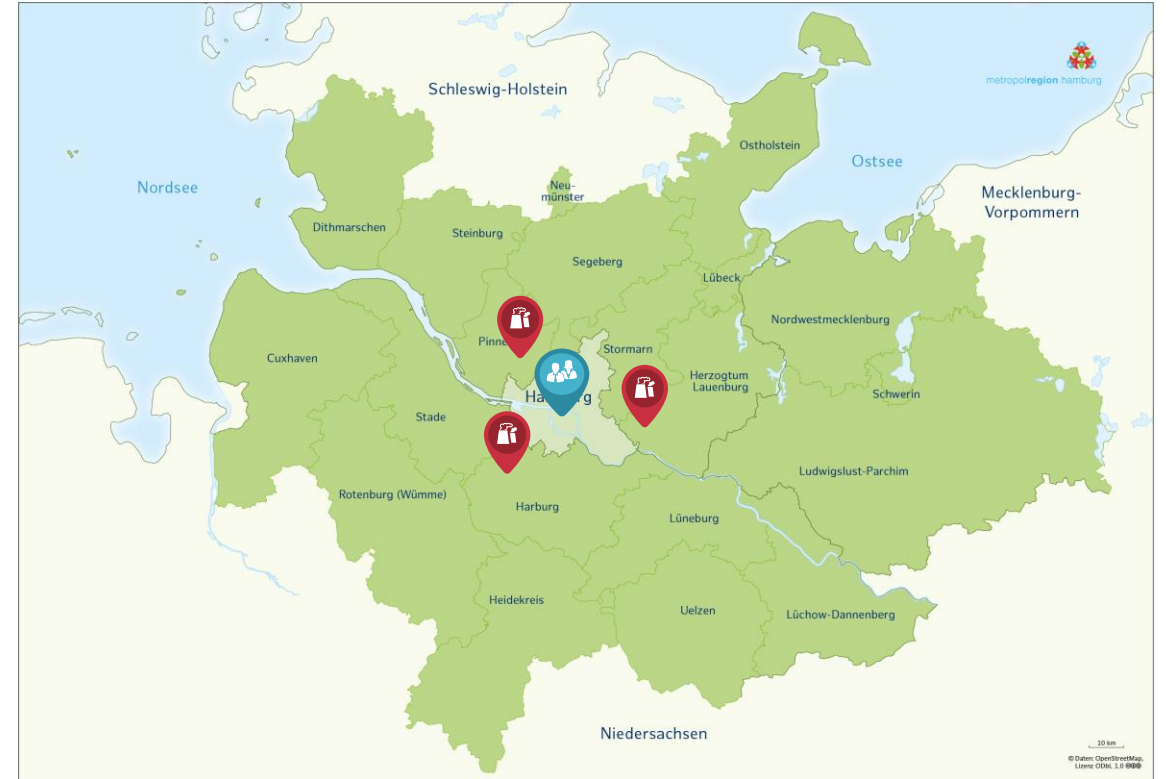 Schleswig-Holstein
metropolregion hamburg
Ostholstein
Ostsee
Nordsee
Neu-
münster
Mecklenburg-
Vorpommern
Dithmarschen
Steinburg
Segeberg
Lübeck
Nordwestmecklenburg
Pinne
Stormarn
Cuxhaven
Herzogtum
Lauenburg
Schwerin
Ha g
Stade
Ludwigslust-Parchim
Rotenburg (Wümme)
Harburg
Lüneburg
Heidekreis
Uelzen
Lüchow-Dannenberg
Niedersachsen
10 km
© Daten: OpenStreetMap,
Lizenz ODbL 1.0